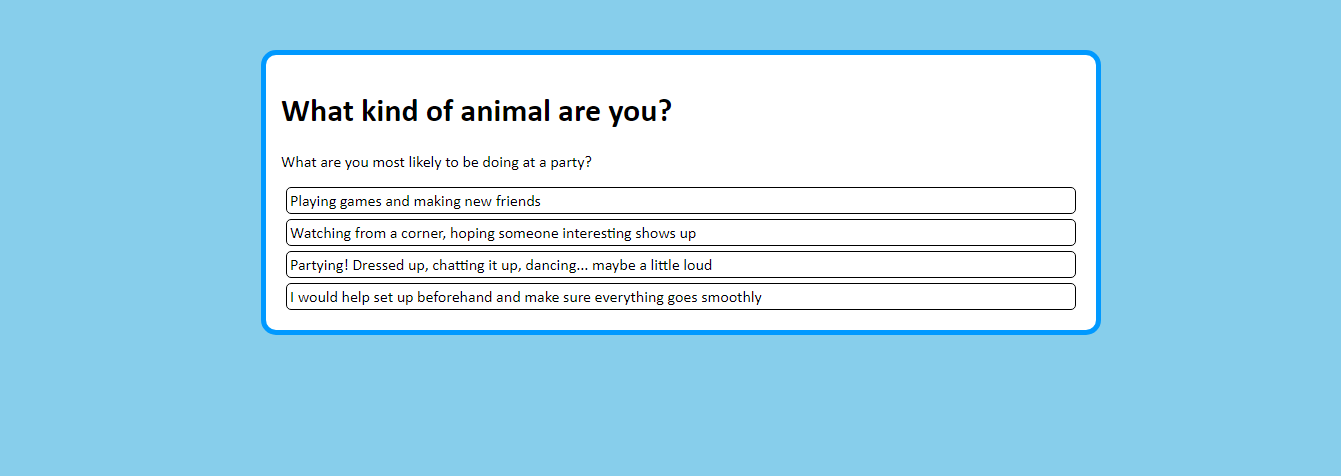 What kind of animal are you?
What are you most likely to be doing at a party?
Playing games and making new friends
Watching from a corner, hoping someone interesting shows up
Partying! Dressed up, chatting it up, dancing... maybe a little loud
I would help set up beforehand and make sure everything goes smoothly